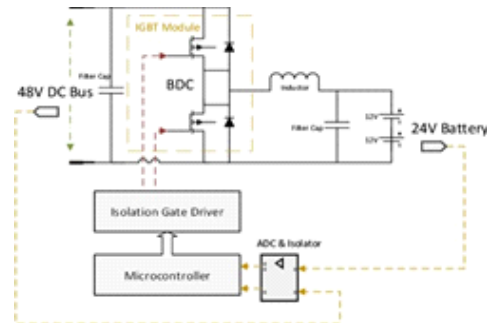 IGBT Module
Filter Cap
48V DC Bus
BDC
Inductor
Filter Cap
12V
12V
24V Battery
Isolation Gate Driver
ADC & Isolator
Microcontroller